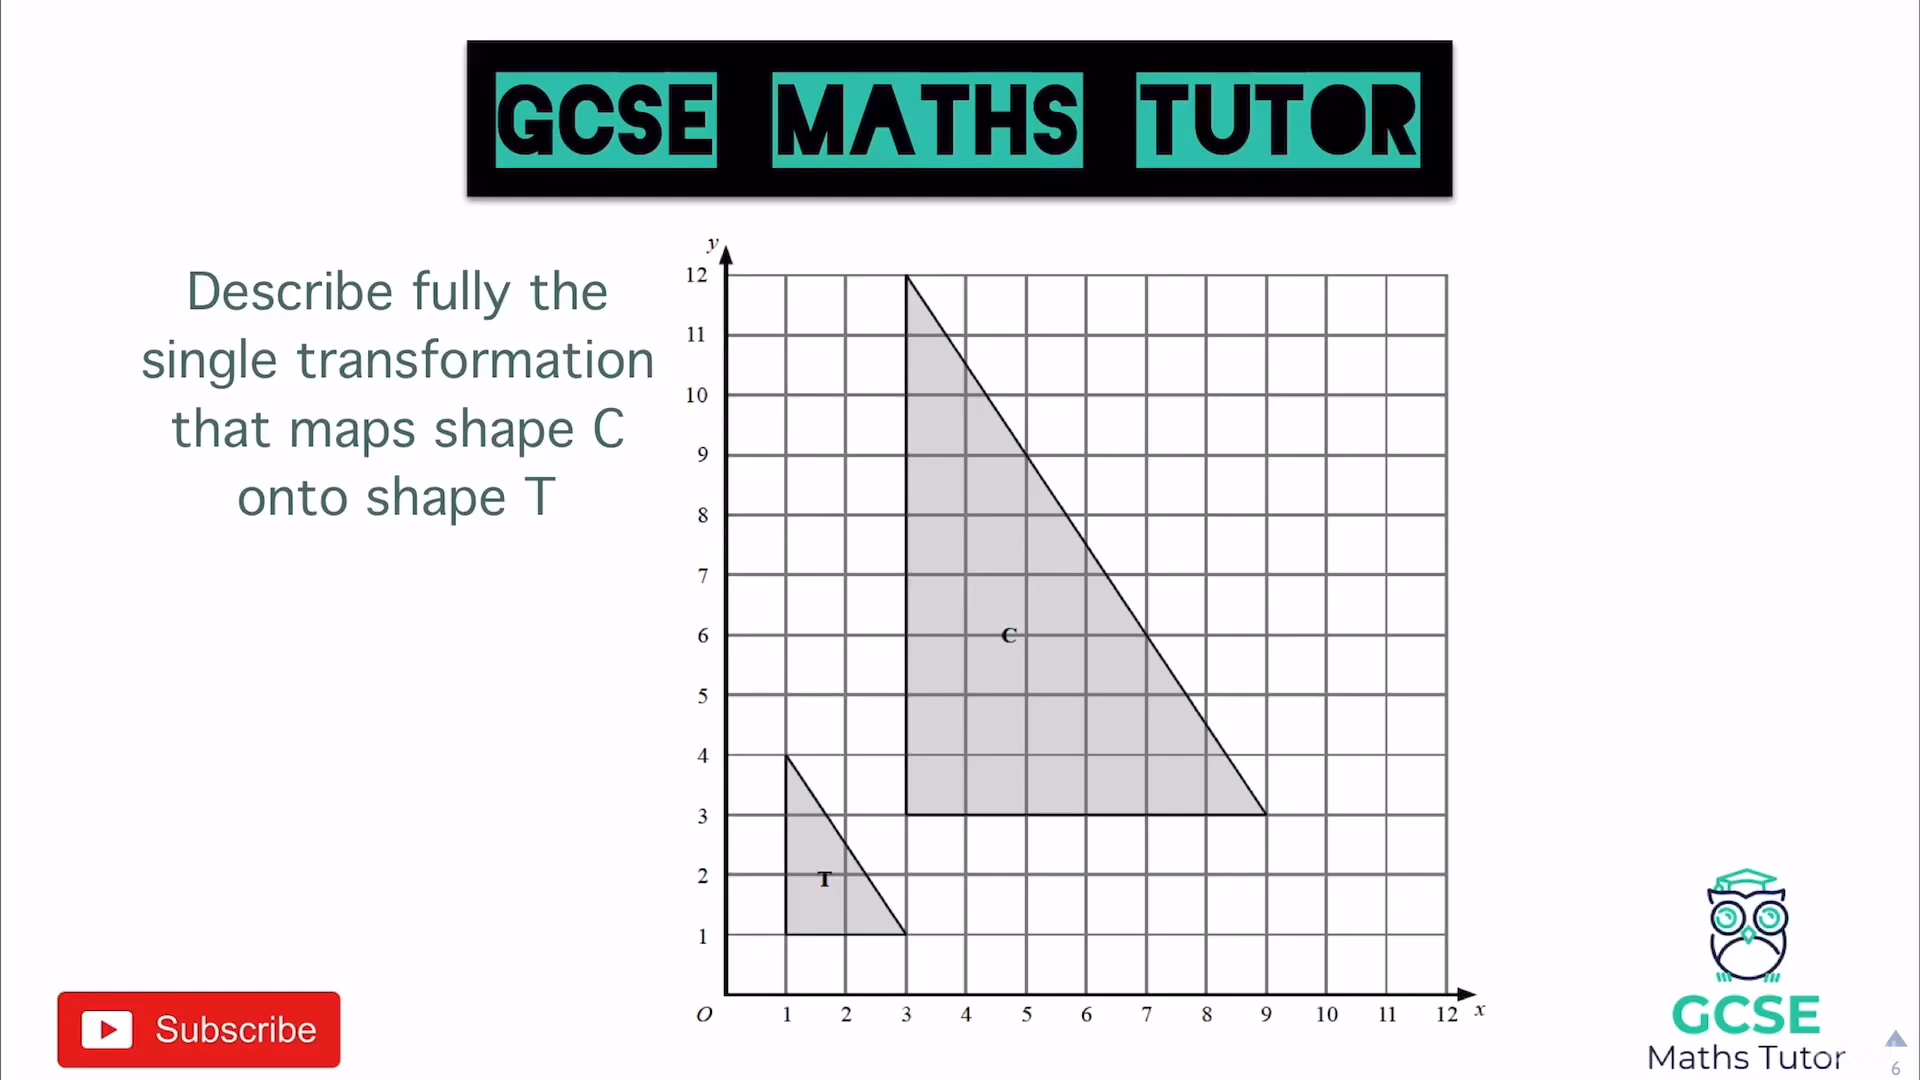 GCSE MATHS TUTOR
Describe fully the
single transformation
that maps shape C
onto shape T
y
12
11
10
9
8
7
6
5
4
3
2
1
C
T
O 1 2 3 4 5 6 7 8 9 10 11 12 x
Subscribe
GCSE
Maths Tutor
6